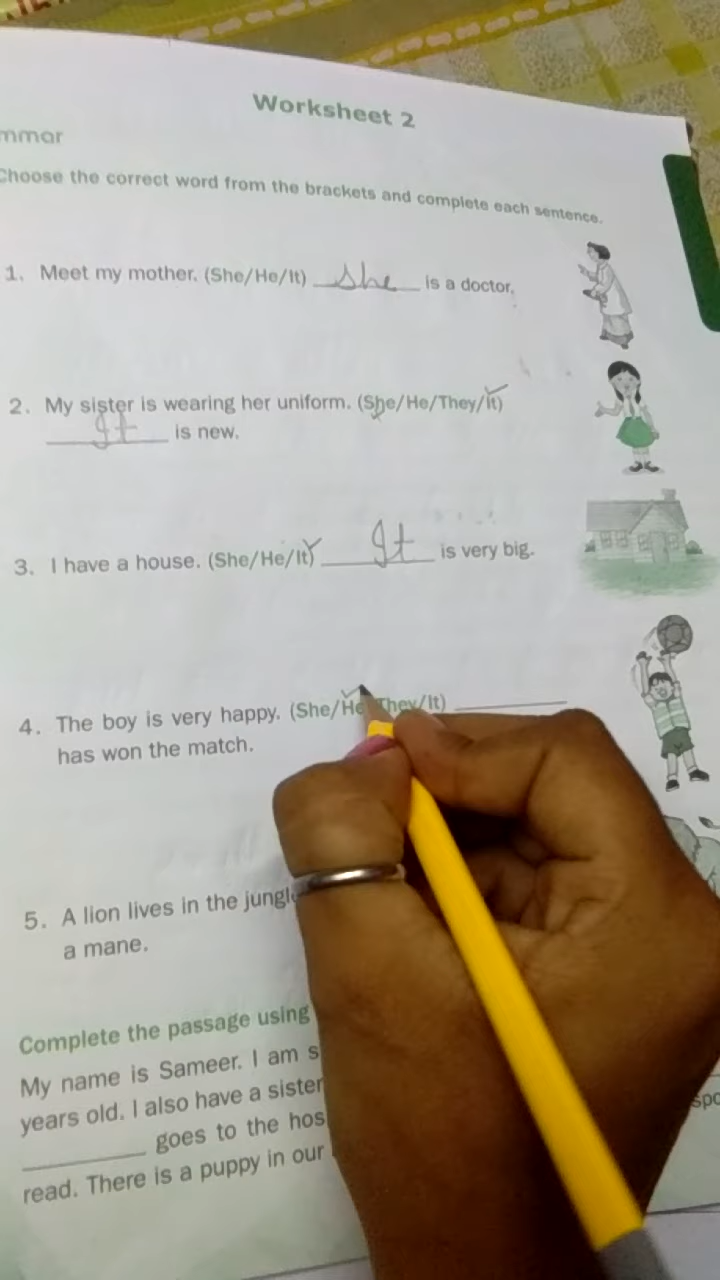 Worksheet 2
mmar
Choose the correct word from the brackets and complete each sentence.
1. Meet my mother. (She/He/It) she is a doctor.
2. My sister is wearing her uniform. (She/He/They/It)
It is new.
3. I have a house. (She/He/It) It is very big.
4. The boy is very happy. (She/He/They/It)
has won the match.
5. A lion lives in the jungle
a mane.
Complete the passage using
My name is Sameer. I am s
years old. I also have a sister
goes to the hos
spo
read. There is a puppy in our